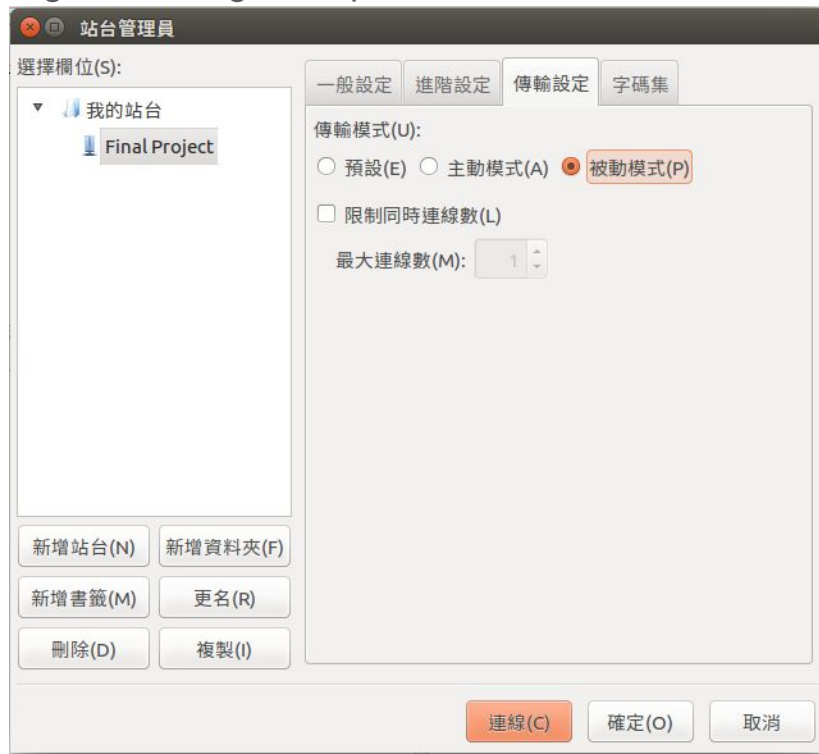 站台管理員
選擇欄位(S):
我的站台
Final Project
新增站台(N) 新增資料夾(F)
新增書籤(M) 更名(R)
刪除(D) 複製(I)
一般設定 進階設定 傳輸設定 字碼集
傳輸模式(U):
預設(E) 主動模式(A) 被動模式(P)
限制同時連線數(L)
最大連線數(M): 1
連線(C) 確定(O) 取消